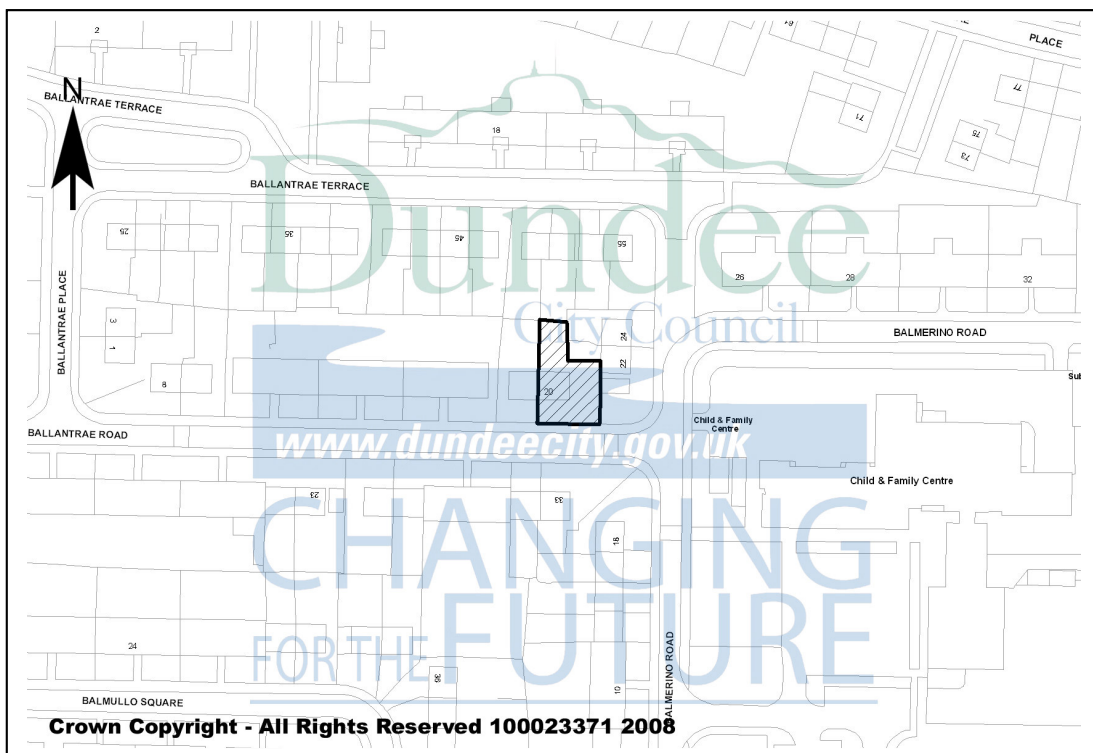 2
61
PLACE
N
BALLANTRAE TERRACE
77
71
75
73
18
BALLANTRAE TERRACE
Dundee
City Council
25
35
45
55
26
28
32
BALLANTRAE PLACE
3
1
24
22
BALMERINO ROAD
8
20
Sub
Child & Family
Centre
BALLANTRAE ROAD
www.dundeecity.gov.uk
Child & Family Centre
23
33
CHANGING
18
FOR THE FUTURE
24
36
10
BALMERINO ROAD
BALMULLO SQUARE
Crown Copyright - All Rights Reserved 100023371 2008